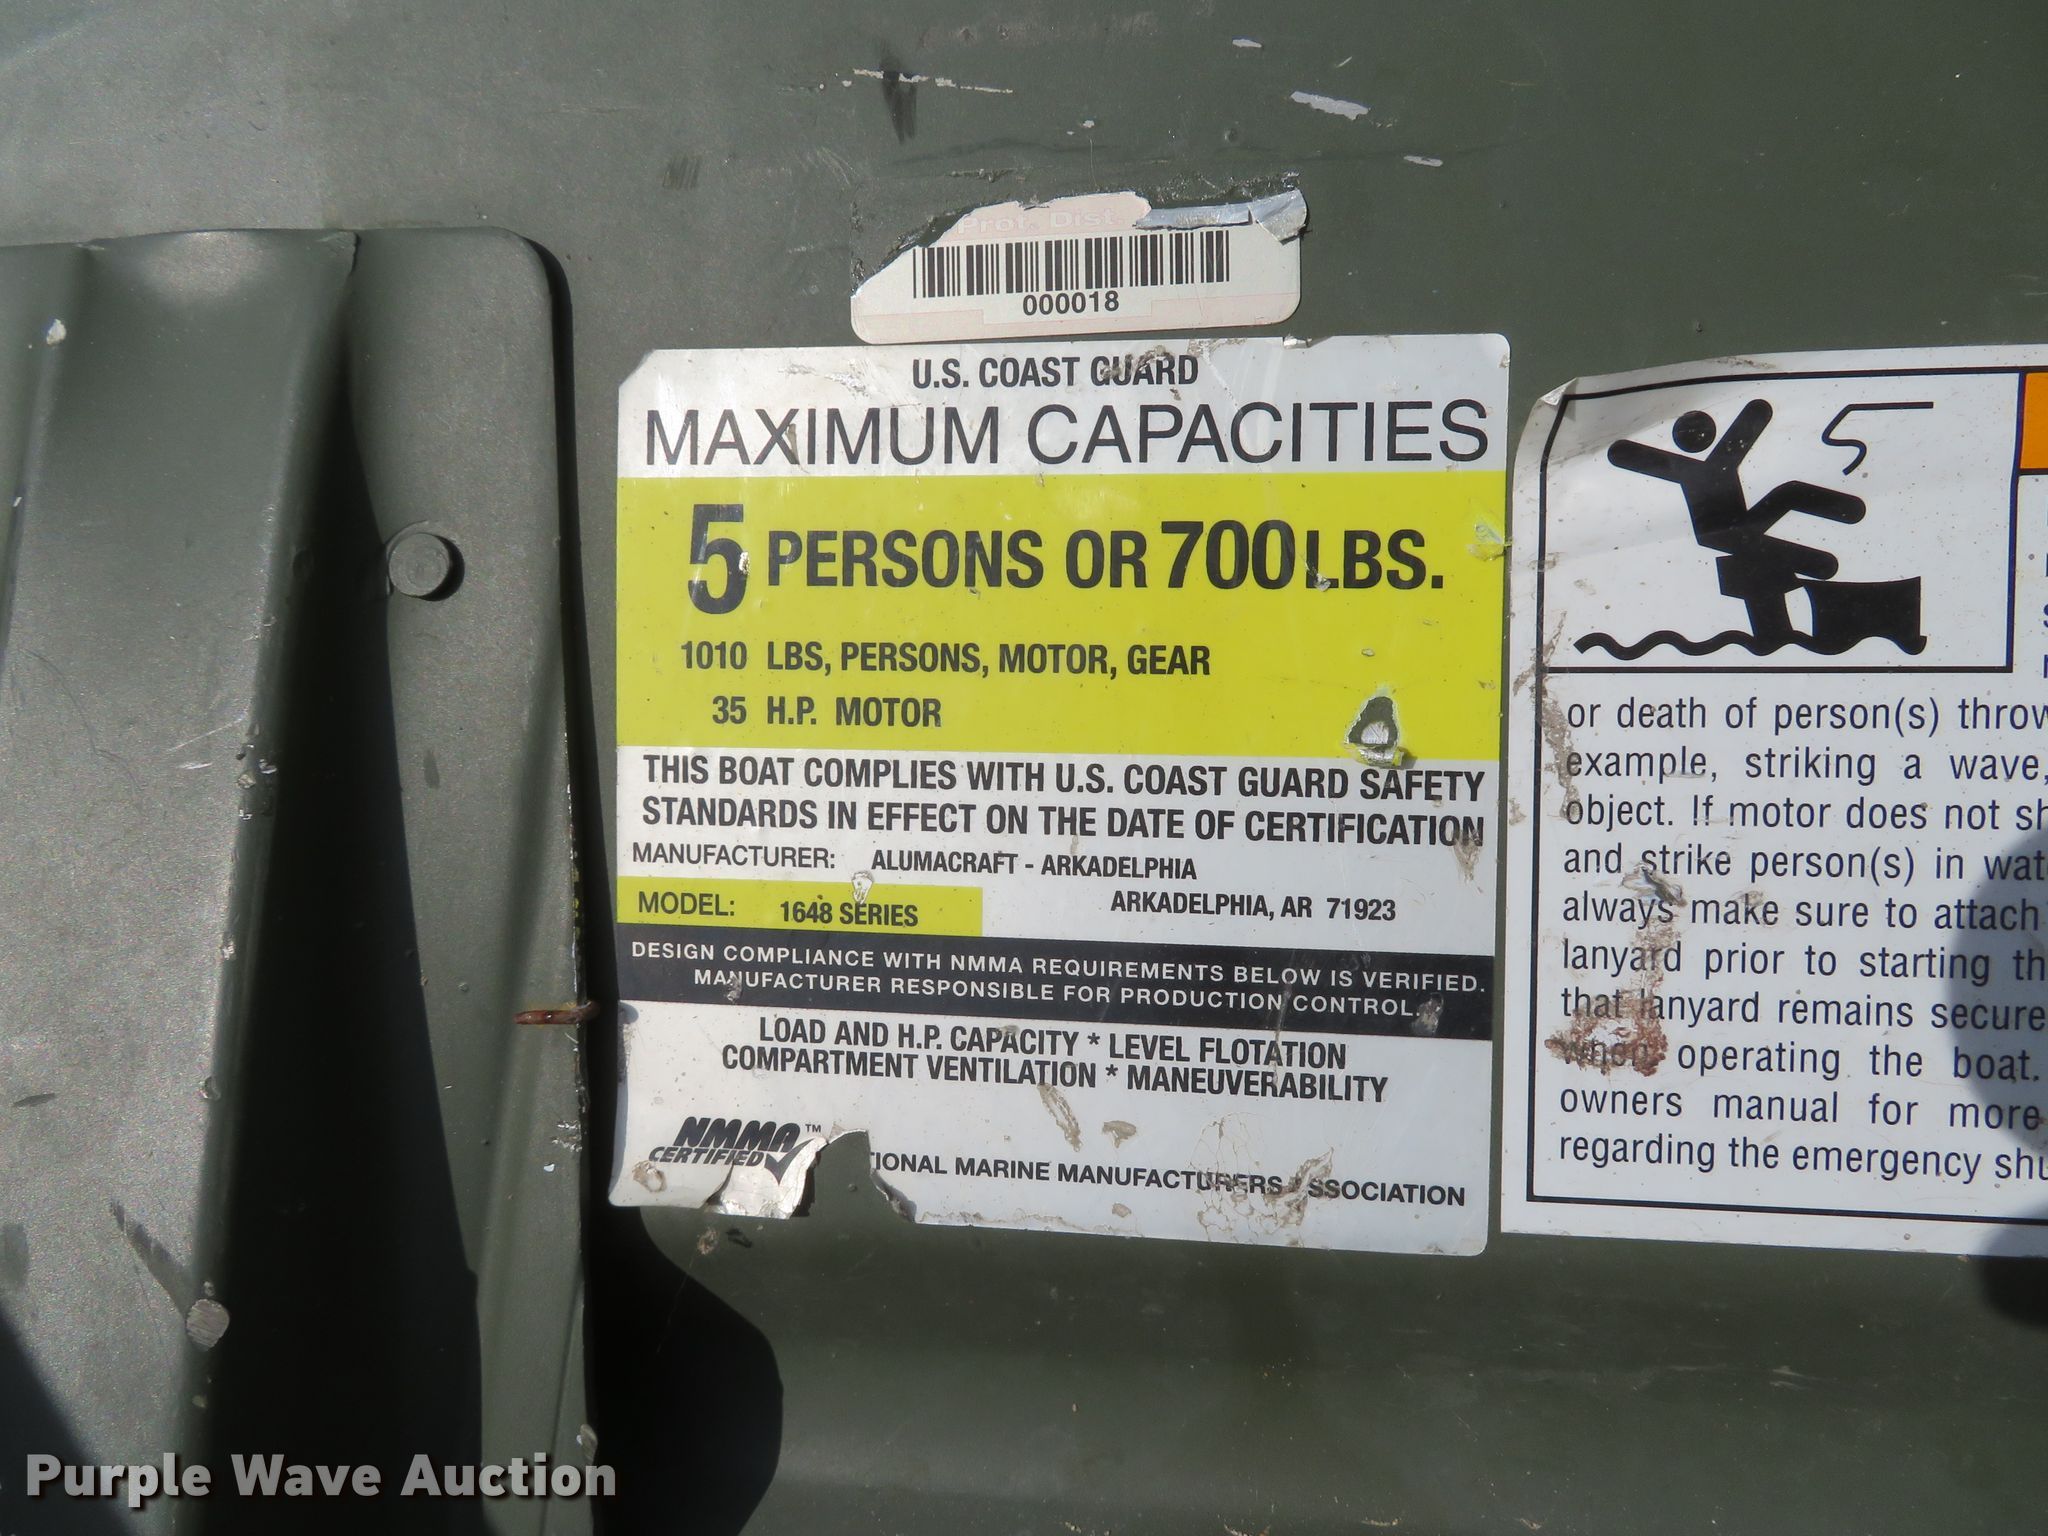 Prot. Dist.
000018
U.S. COAST GUARD
MAXIMUM CAPACITIES
5 PERSONS OR 700 LBS.
1010 LBS, PERSONS, MOTOR, GEAR
35 H.P. MOTOR
THIS BOAT COMPLIES WITH U.S. COAST GUARD SAFETY
STANDARDS IN EFFECT ON THE DATE OF CERTIFICATION
MANUFACTURER: ALUMACRAFT - ARKADELPHIA
ARKADELPHIA, AR 71923
MODEL: 1648 SERIES
DESIGN COMPLIANCE WITH NMMA REQUIREMENTS BELOW IS VERIFIED.
MANUFACTURER RESPONSIBLE FOR PRODUCTION CONTROL.
LOAD AND H.P. CAPACITY * LEVEL FLOTATION
COMPARTMENT VENTILATION * MANEUVERABILITY
NMMA™
CERTIFIED
TIONAL MARINE MANUFACTURERS ASSOCIATION
or death of person(s) throw
example, striking a wave,
object. If motor does not sh
and strike person(s) in wat
always make sure to attach
lanyard prior to starting th
that lanyard remains secure
when operating the boat.
owners manual for more
regarding the emergency shu
Purple Wave Auction